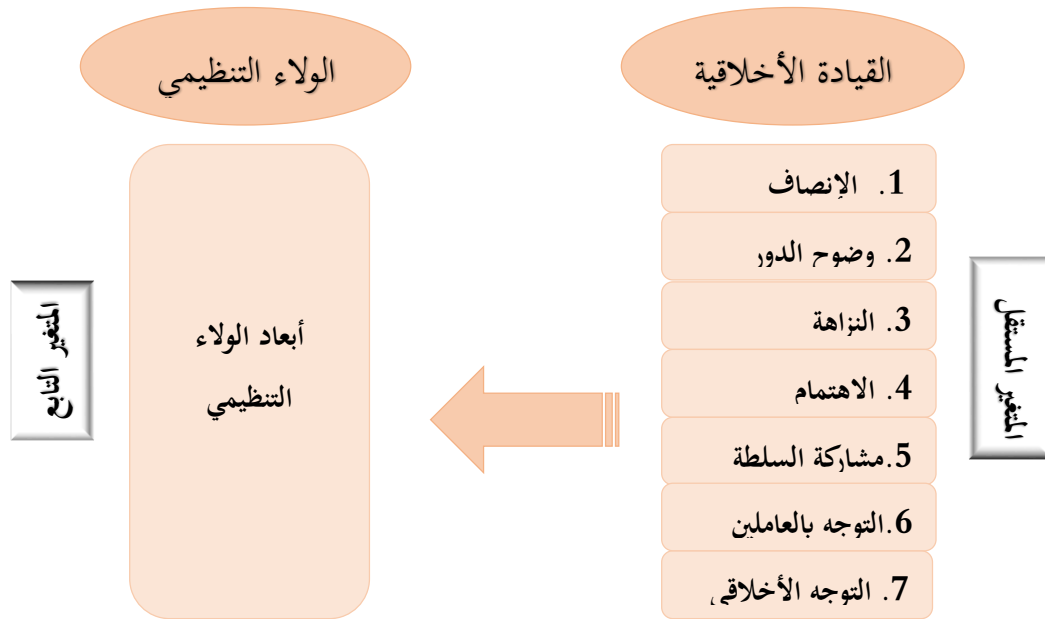 القيادة الأخلاقية
الولاء التنظيمي
1. الإنصاف
2. وضوح الدور
3. النزاهة
4. الاهتمام
5.مشاركة السلطة
6.التوجه بالعاملين
7. التوجه الأخلاقي
المتغير المستقل
أبعاد الولاء
التنظيمي
المتغير التابع